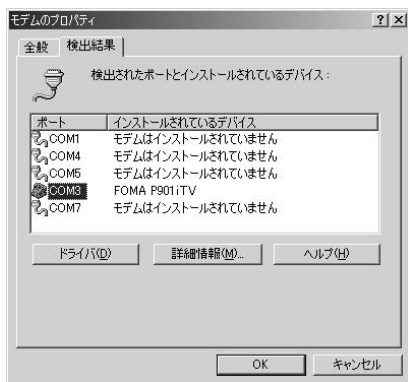 モデムのプロパティ ? ×
全般 検出結果
検出されたポートとインストールされているデバイス:
ポート インストールされているデバイス
COM1 モデムはインストールされていません
COM4 モデムはインストールされていません
COM5 モデムはインストールされていません
COM3 FOMA P901iTV
COM7 モデムはインストールされていません
ドライバ(D) 詳細情報(M)... ヘルプ(H)
OK キャンセル